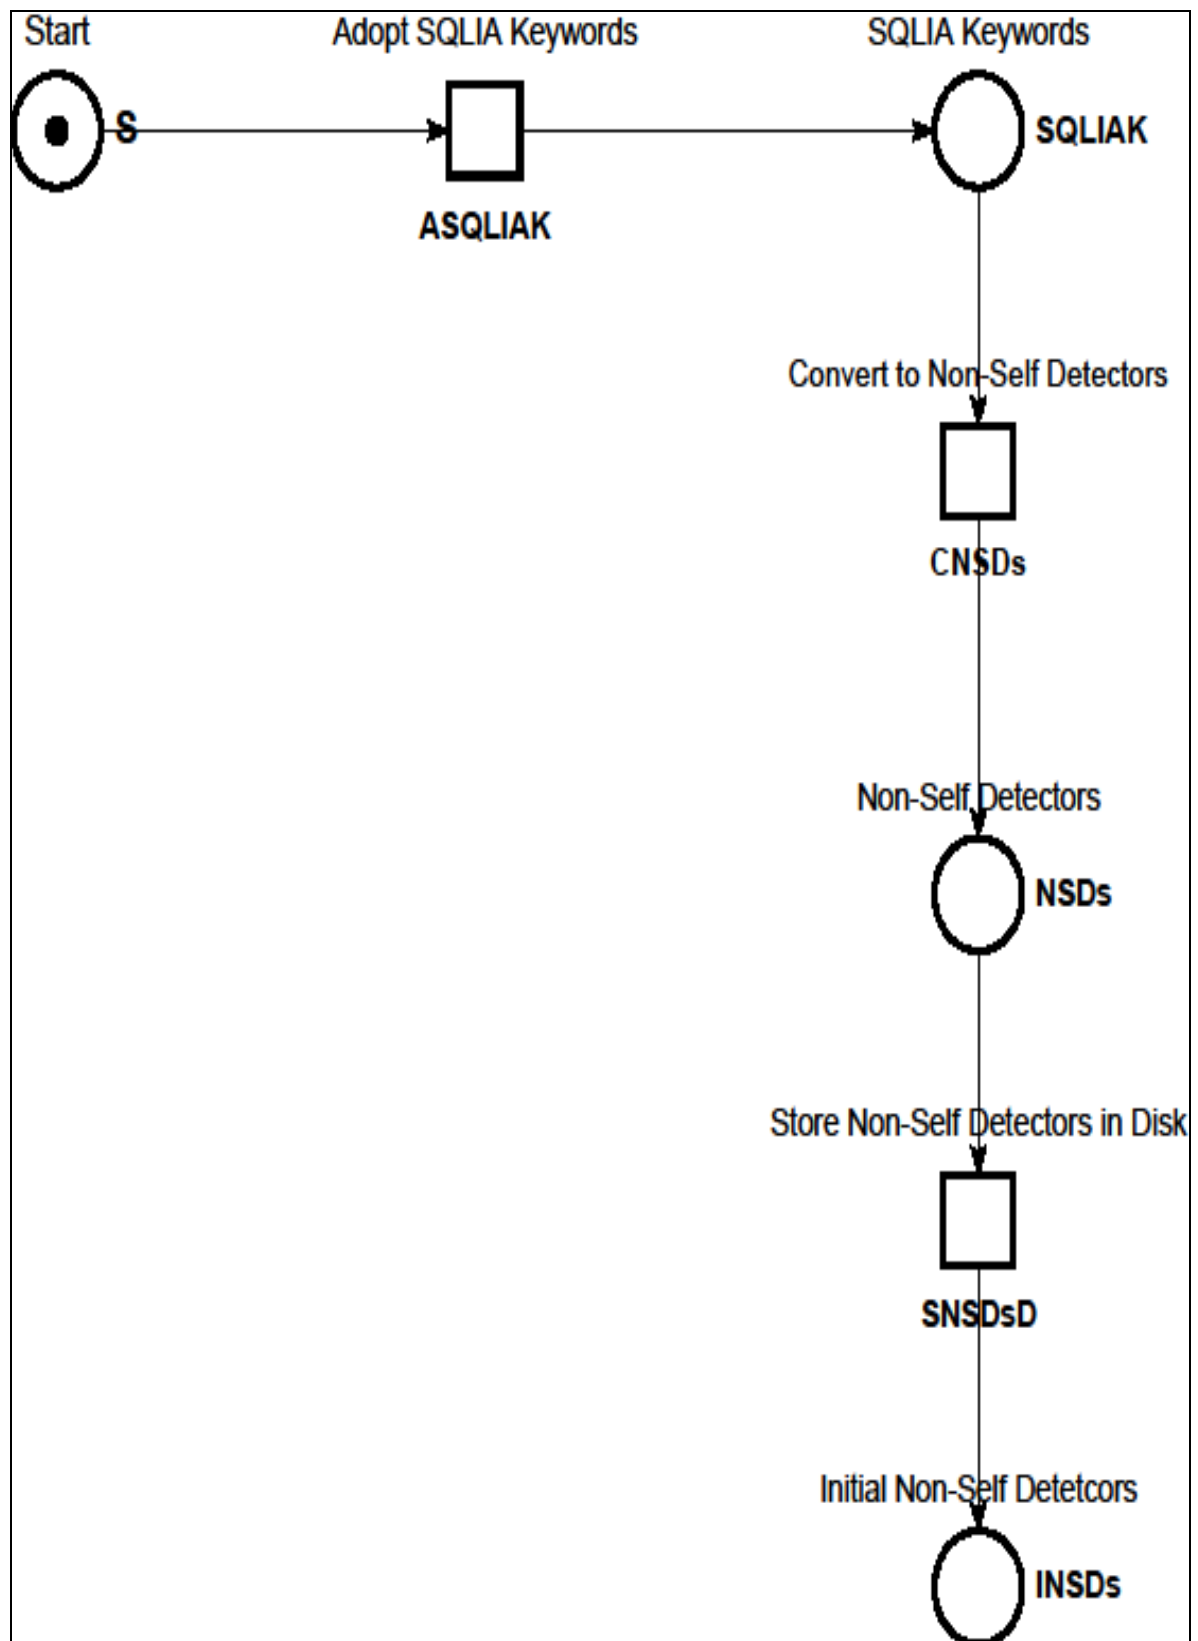 Start
Adopt SQLIA Keywords
SQLIA Keywords
S
SQLIAK
ASQLIAK
Convert to Non-Self Detectors
CNSDs
Non-Self Detectors
NSDs
Store Non-Self Detectors in Disk
SNSDsD
Initial Non-Self Detetcors
INSDs